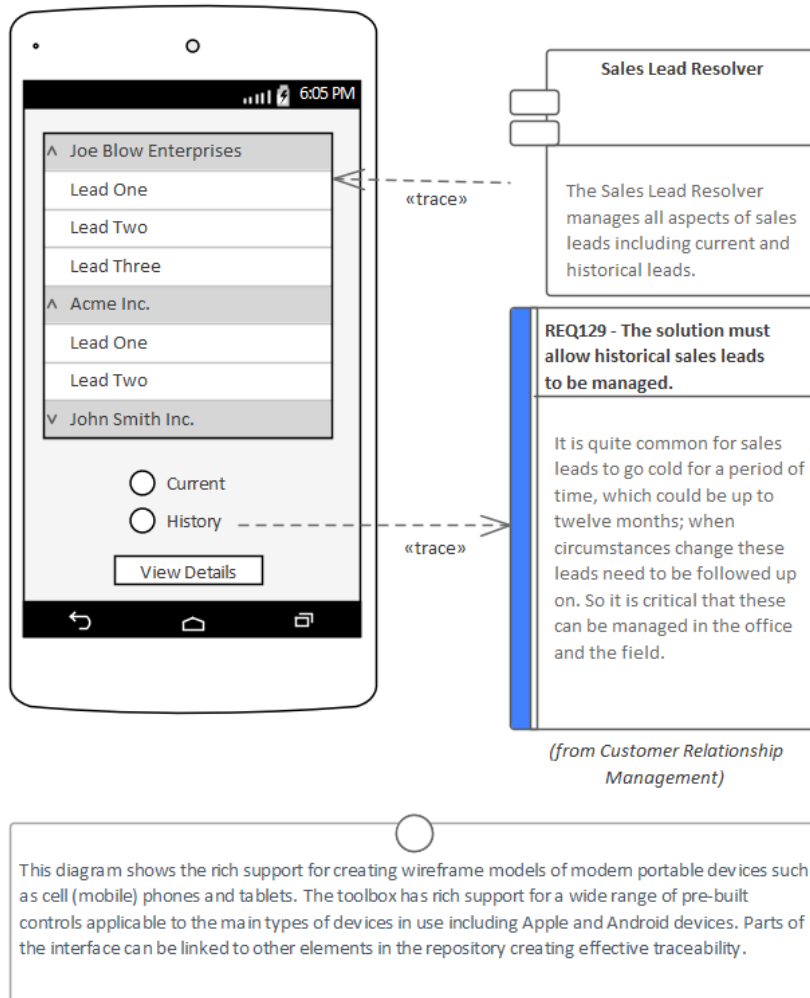 6:05 PM
Joe Blow Enterprises
Lead One
Lead Two
Lead Three
Acme Inc.
Lead One
Lead Two
John Smith Inc.
Current
History
View Details
«trace»
«trace»
Sales Lead Resolver
The Sales Lead Resolver
manages all aspects of sales
leads including current and
historical leads.
REQ129 - The solution must
allow historical sales leads
to be managed.
It is quite common for sales
leads to go cold for a period of
time, which could be up to
twelve months; when
circumstances change these
leads need to be followed up
on. So it is critical that these
can be managed in the office
and the field.
(from Customer Relationship
Management)
This diagram shows the rich support for creating wireframe models of modern portable devices such
as cell (mobile) phones and tablets. The toolbox has rich support for a wide range of pre-built
controls applicable to the main types of devices in use including Apple and Android devices. Parts of
the interface can be linked to other elements in the repository creating effective traceability.